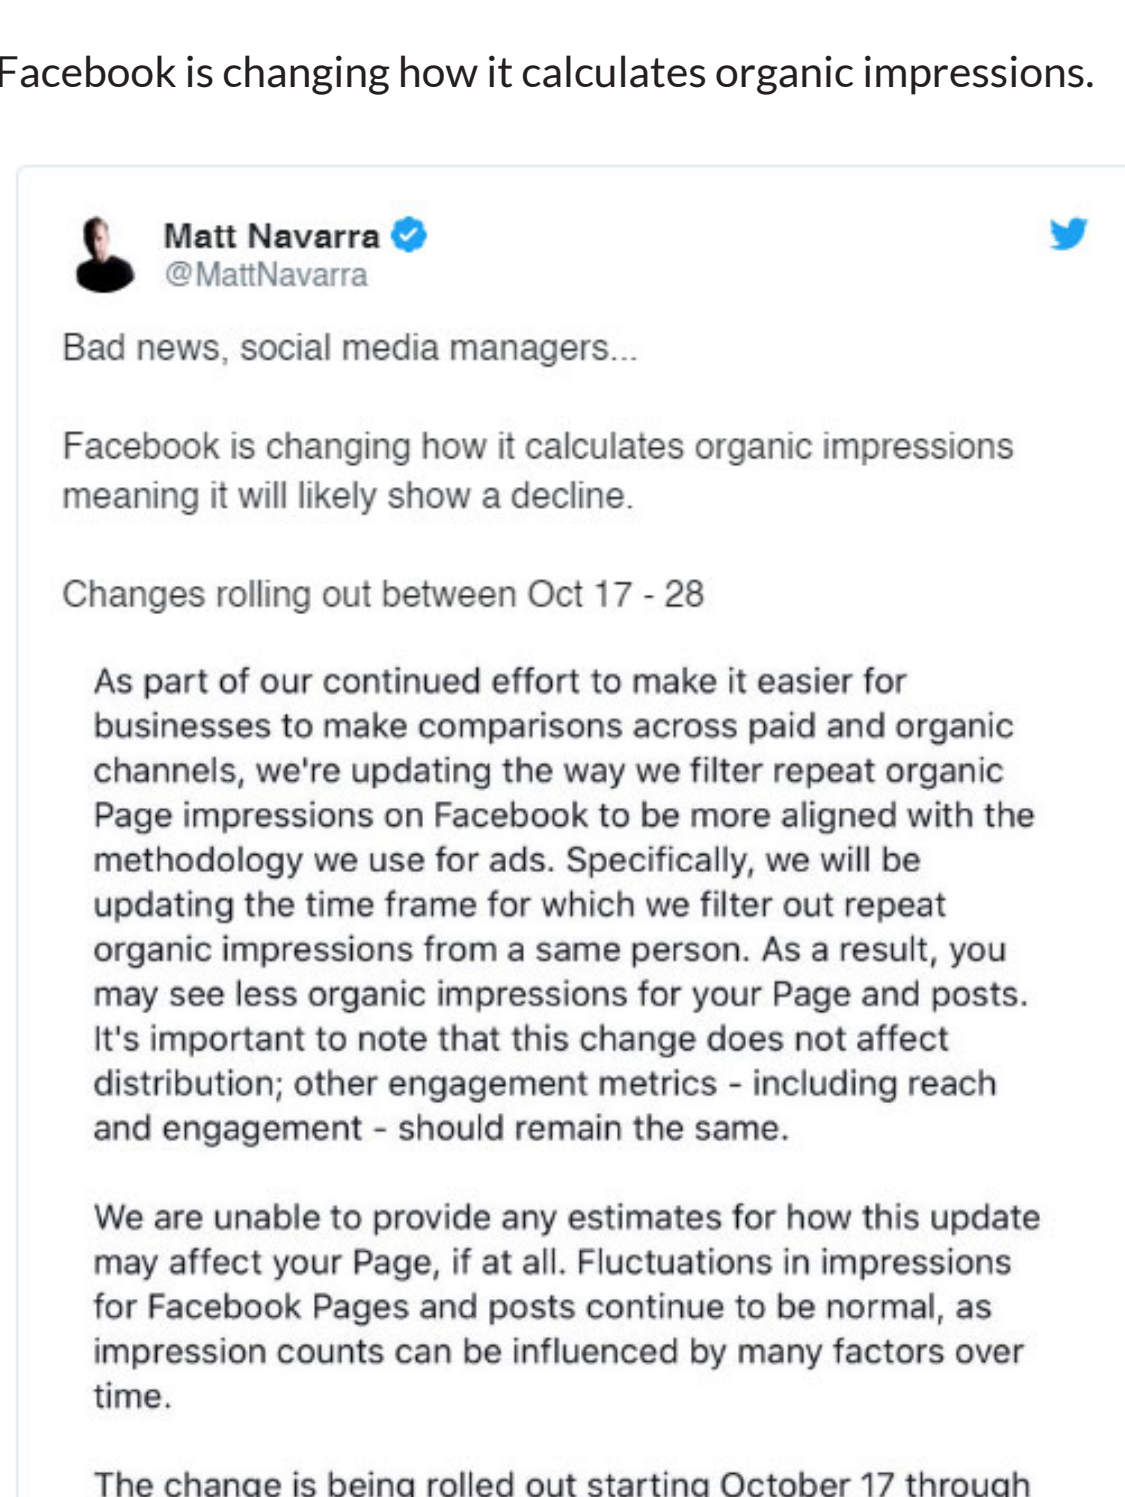 Facebook is changing how it calculates organic impressions.
Matt Navarra
@MattNavarra
Bad news, social media managers...
Facebook is changing how it calculates organic impressions
meaning it will likely show a decline.
Changes rolling out between Oct 17 - 28
As part of our continued effort to make it easier for
businesses to make comparisons across paid and organic
channels, we're updating the way we filter repeat organic
Page impressions on Facebook to be more aligned with the
methodology we use for ads. Specifically, we will be
updating the time frame for which we filter out repeat
organic impressions from a same person. As a result, you
may see less organic impressions for your Page and posts.
It's important to note that this change does not affect
distribution; other engagement metrics - including reach
and engagement - should remain the same.
We are unable to provide any estimates for how this update
may affect your Page, if at all. Fluctuations in impressions
for Facebook Pages and posts continue to be normal, as
impression counts can be influenced by many factors over
time.
The change is being rolled out starting October 17 through